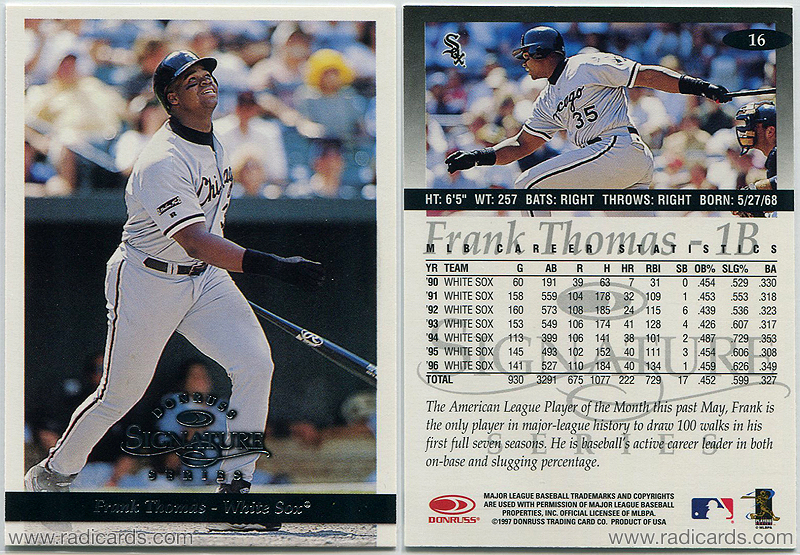 Chicago
DONRUSS
SIGNATURE
SERIES
Frank Thomas - White Sox®
www.radicards.com
16
Sox
Chicago
35
HT: 6'5" WT: 257 BATS: RIGHT THROWS: RIGHT BORN: 5/27/68
Frank Thomas - 1B
MLB CAREER STATISTICS
YR TEAM G AB R H HR RBI SB OB% SLG% BA
'90 WHITE SOX 60 191 39 63 7 31 0 .454 .529 .330
'91 WHITE SOX 158 559 104 178 32 109 1 .453 .553 .318
'92 WHITE SOX 160 573 108 185 24 115 6 .439 .536 .323
'93 WHITE SOX 153 549 106 174 41 128 4 .426 .607 .317
'94 WHITE SOX 113 399 106 141 38 101 2 .487 .729 .353
'95 WHITE SOX 145 493 102 152 40 111 3 .454 .606 .308
'96 WHITE SOX 141 527 110 184 40 134 1 .459 .626 .349
TOTAL 930 3291 675 1077 222 729 17 .452 .599 .327
SIGNATURE
SERIES
The American League Player of the Month this past May, Frank is
the only player in major-league history to draw 100 walks in his
first full seven seasons. He is baseball's active career leader in both
on-base and slugging percentage.
DONRUSS®
MAJOR LEAGUE BASEBALL TRADEMARKS AND COPYRIGHTS
ARE USED WITH PERMISSION OF MAJOR LEAGUE BASEBALL
PROPERTIES, INC. OFFICIAL LICENSEE OF MLBPA.
©1997 DONRUSS TRADING CARD CO. PRODUCT OF USA
PLAYERS
© MLBPA
www.radicards.com